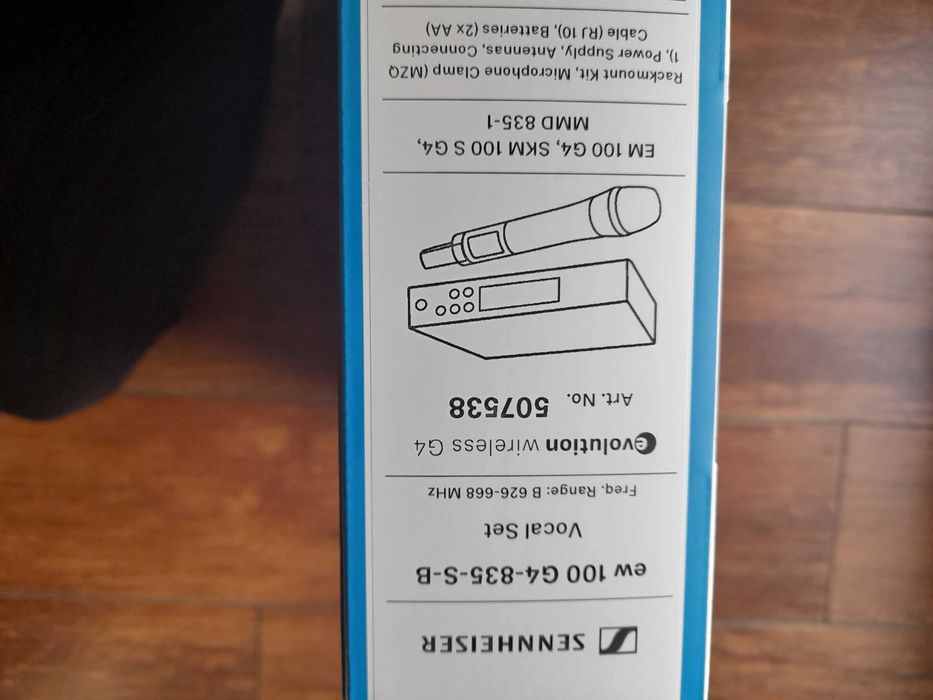 SENNHEISER
ew 100 G4-835-S-B
Vocal Set
Freq. Range: B 626-668 MHz
evolution wireless G4
Art. No. 507538
EM 100 G4, SKM 100 S G4,
MMD 835-1
Rackmount Kit, Microphone Clamp (MZQ
1), Power Supply, Antennas, Connecting
Cable (RJ 10), Batteries (2x AA)